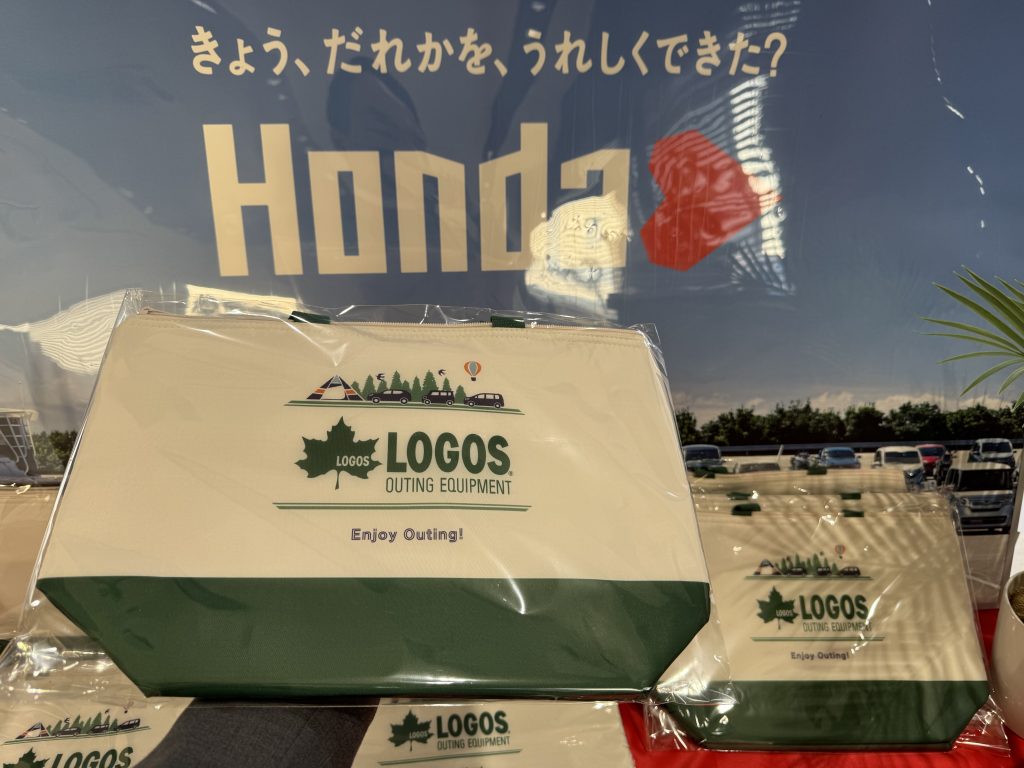 きょう、だれかを、うれしくできた?
Honda
LOGOS
LOGOS
OUTING EQUIPMENT
Enjoy Outing!
LOGOS
OUTING EQUIPMENT
Enjoy Outing!
LOGOS
LOGOS
LOGOS
OUTING EQUIPMENT